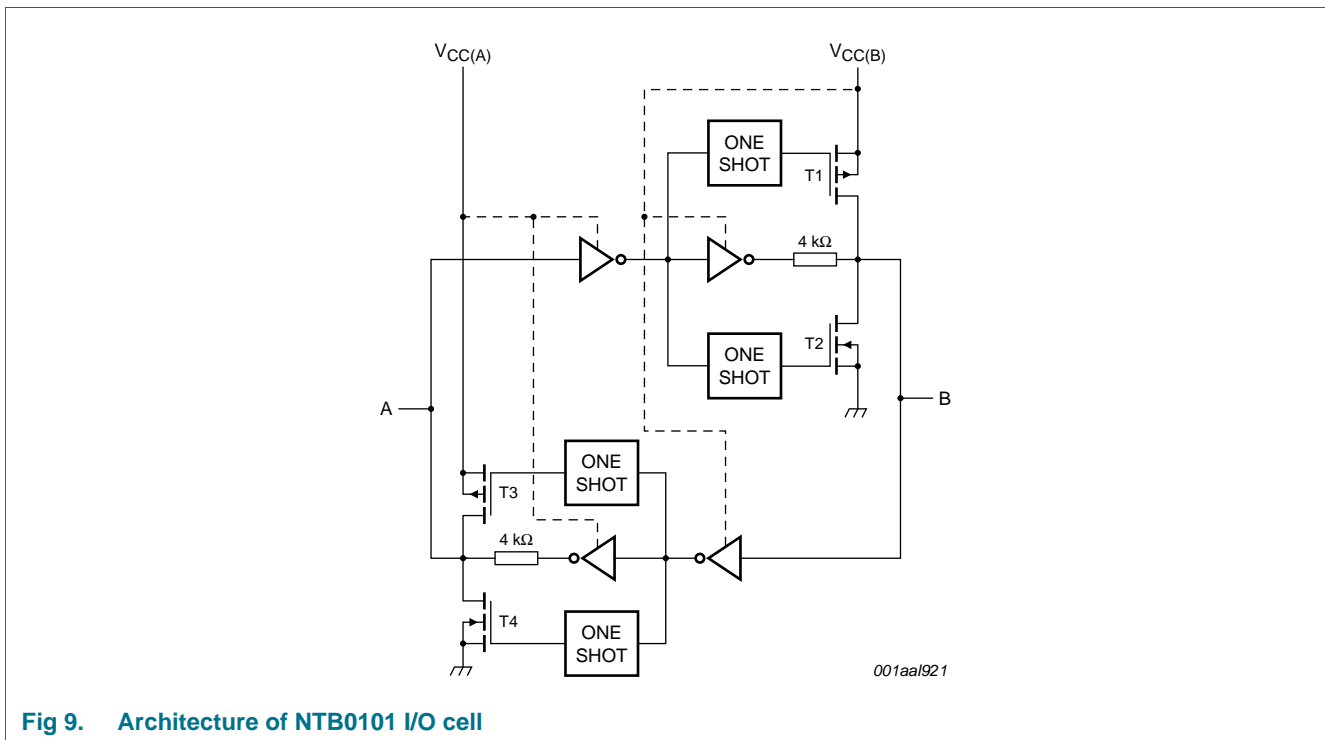 VCC(A)
VCC(B)
ONE
SHOT
T1
4 kΩ
ONE
SHOT
T2
A
B
ONE
SHOT
T3
4 kΩ
T4
ONE
SHOT
001aal921
Fig 9. Architecture of NTB0101 I/O cell